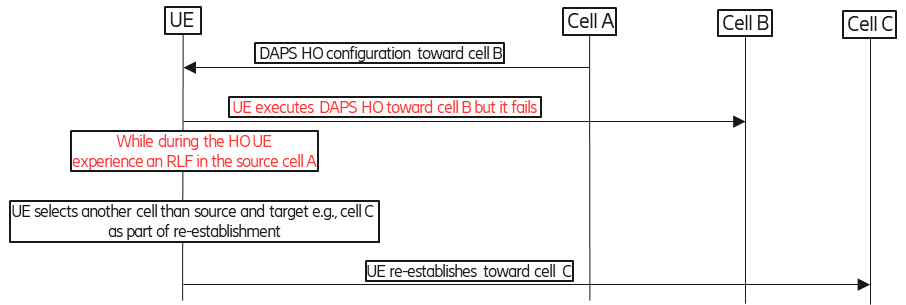 UE
Cell A
Cell B
Cell C
DAPS HO configuration toward cell B
UE executes DAPS HO toward cell B but it fails
While during the HO UE
experience an RLF in the source cell A
UE selects another cell than source and target e.g., cell C
as part of re-establishment
UE re-establishes toward cell C